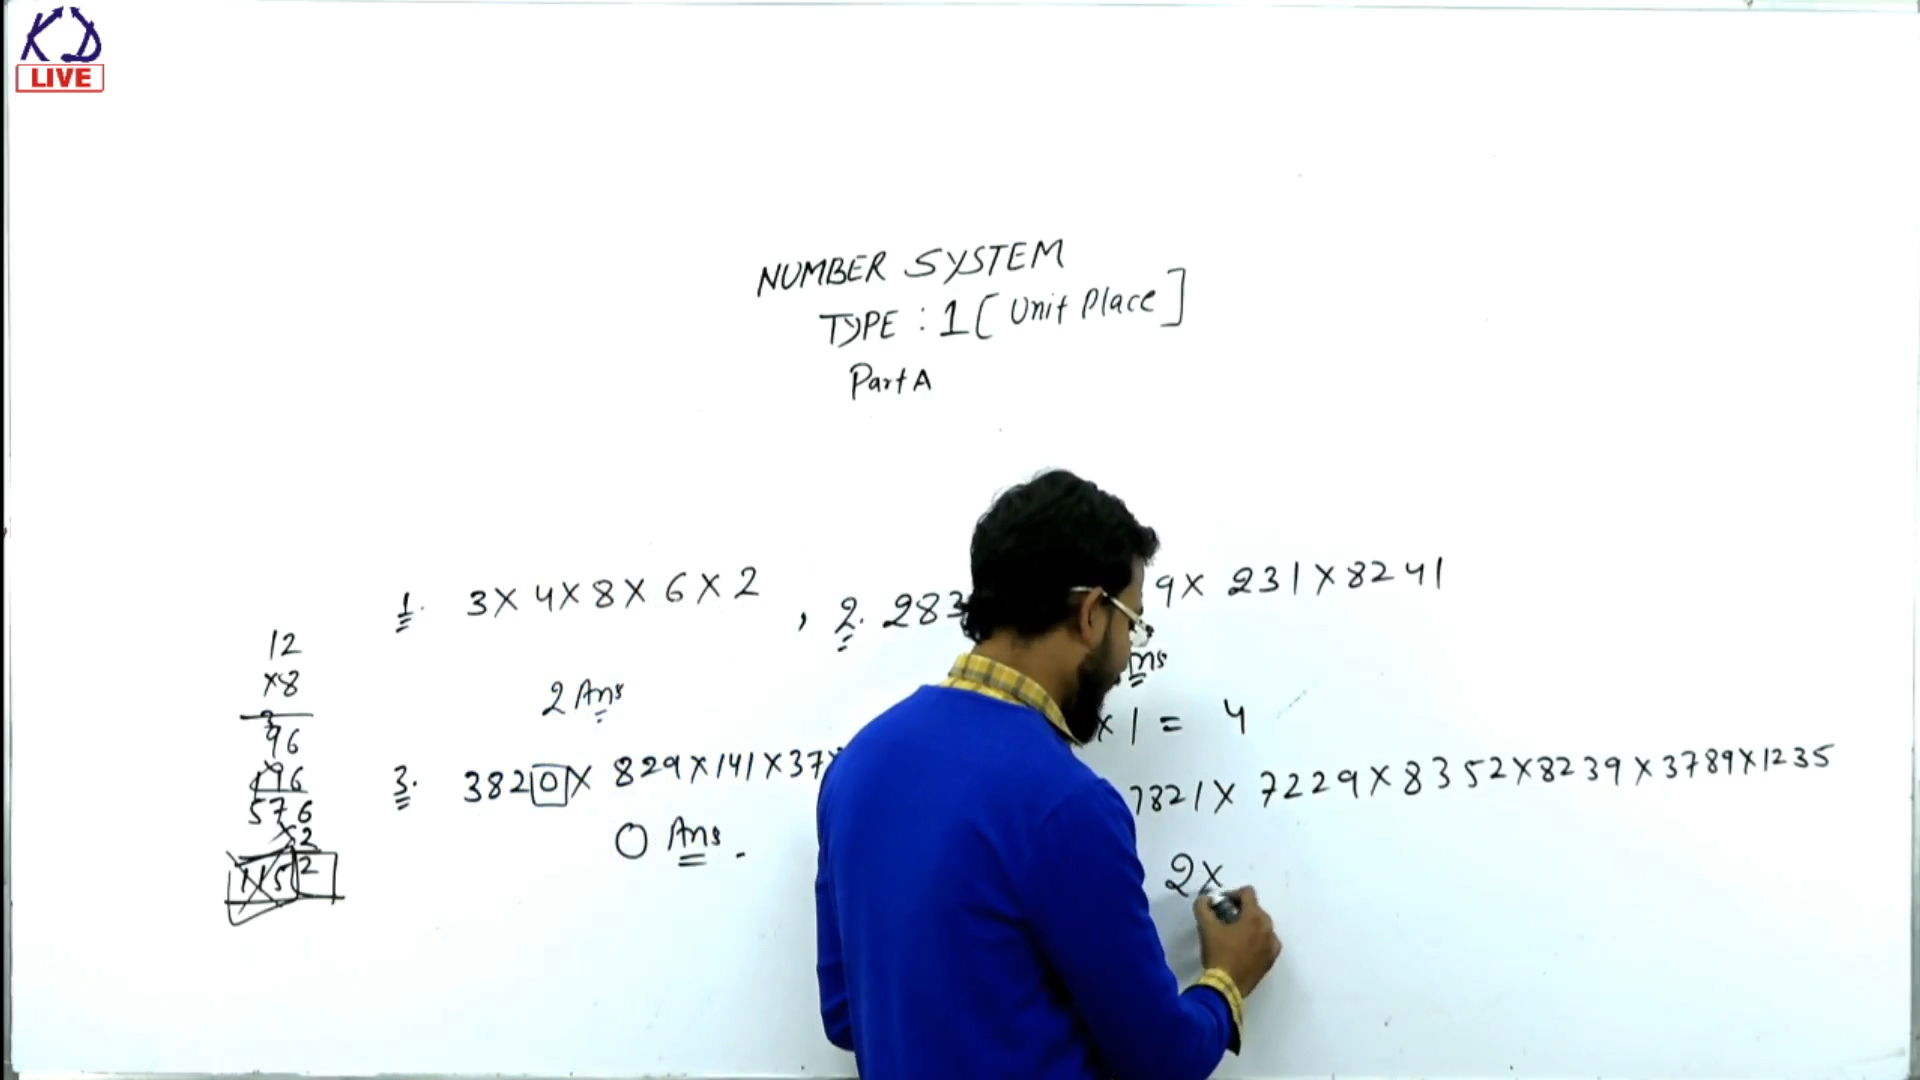 KD
LIVE
NUMBER SYSTEM
TYPE : 1 [ Unit Place ]
Part A
1. 3 X 4 X 8 X 6 X 2 , 2. 283 9 X 231 X 8241
12
x8
96
2 Ans
Ans
x 1 = 4
3. 3820 X 829 X 141 X 37 7821 X 7229 X 8352 X 8239 X 3789 X 1235
576
x2
1152
0 Ans.
2 x